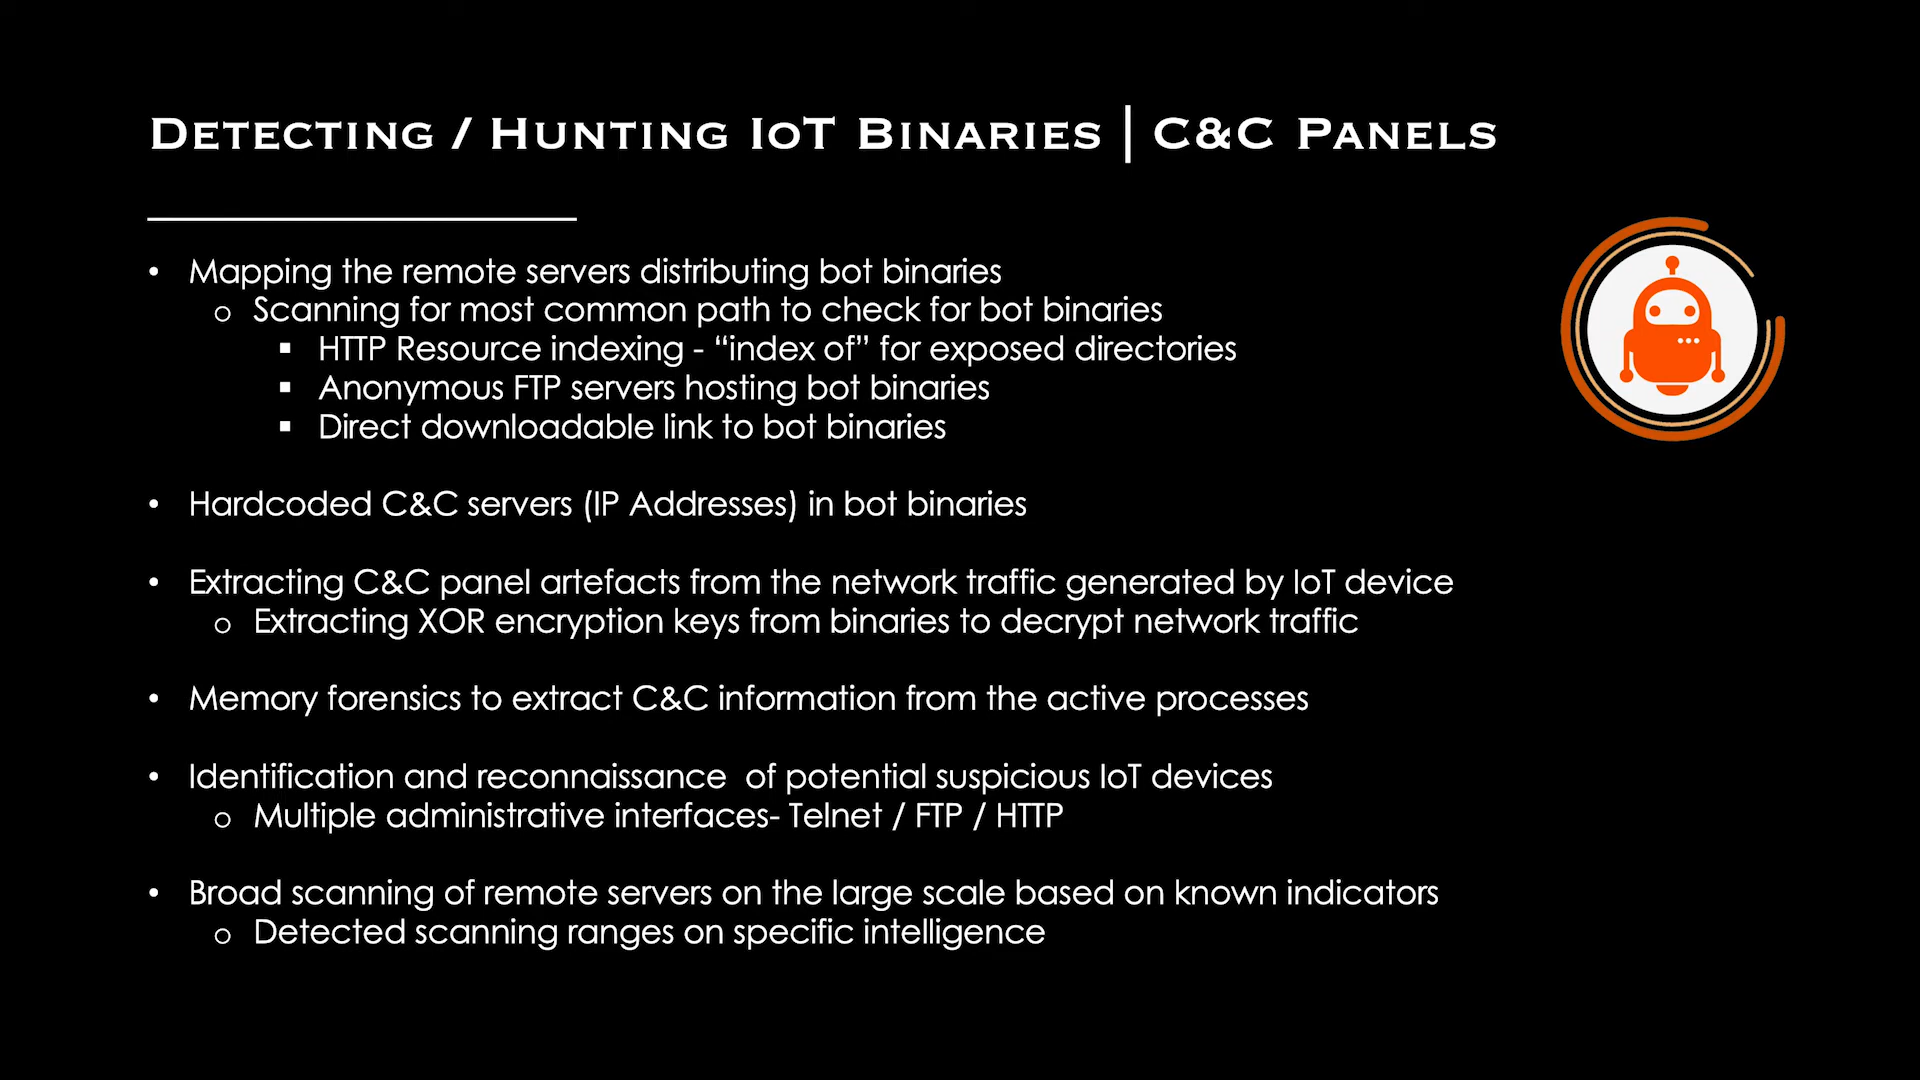 Detecting / Hunting IoT Binaries | C&C Panels
• Mapping the remote servers distributing bot binaries
o Scanning for most common path to check for bot binaries
▪ HTTP Resource indexing - “index of” for exposed directories
▪ Anonymous FTP servers hosting bot binaries
▪ Direct downloadable link to bot binaries
• Hardcoded C&C servers (IP Addresses) in bot binaries
• Extracting C&C panel artefacts from the network traffic generated by IoT device
o Extracting XOR encryption keys from binaries to decrypt network traffic
• Memory forensics to extract C&C information from the active processes
• Identification and reconnaissance  of potential suspicious IoT devices
o Multiple administrative interfaces- Telnet / FTP / HTTP
• Broad scanning of remote servers on the large scale based on known indicators
o Detected scanning ranges on specific intelligence